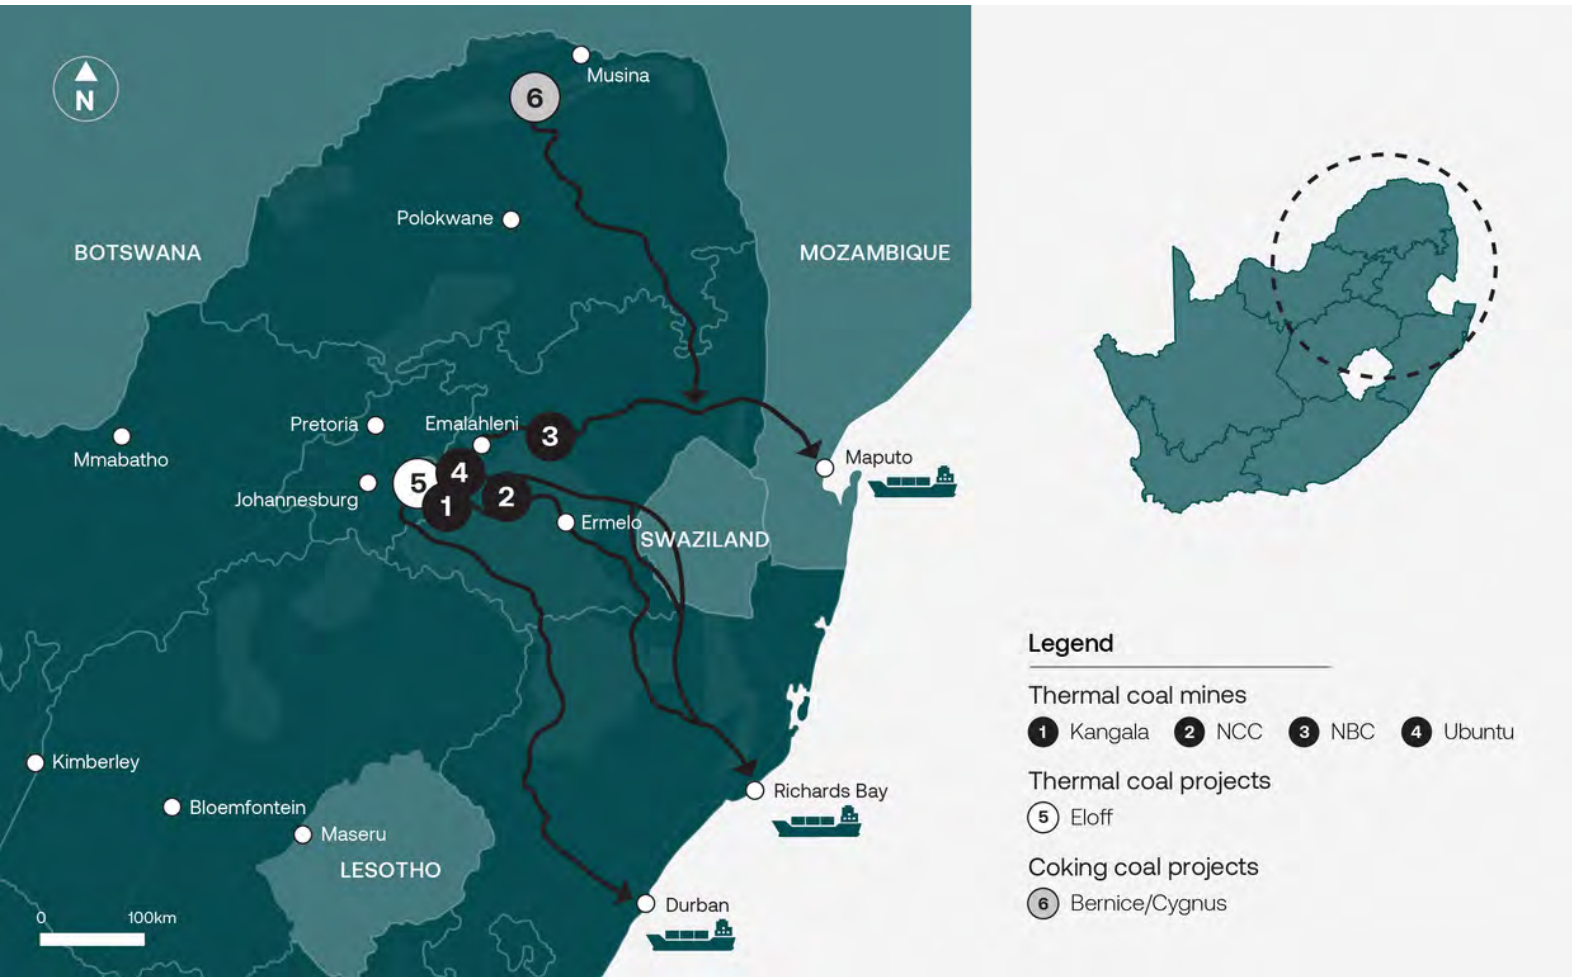 N
Musina
6
Polokwane
BOTSWANA
MOZAMBIQUE
Pretoria
Emalahleni
3
Mmabatho
Maputo
Johannesburg
5
4
1
2
Ermelo
SWAZILAND
Kimberley
Bloemfontein
Maseru
LESOTHO
Richards Bay
Durban
0 100km
Legend
Thermal coal mines
1 Kangala 2 NCC 3 NBC 4 Ubuntu
Thermal coal projects
5 Eloff
Coking coal projects
6 Bernice/Cygnus